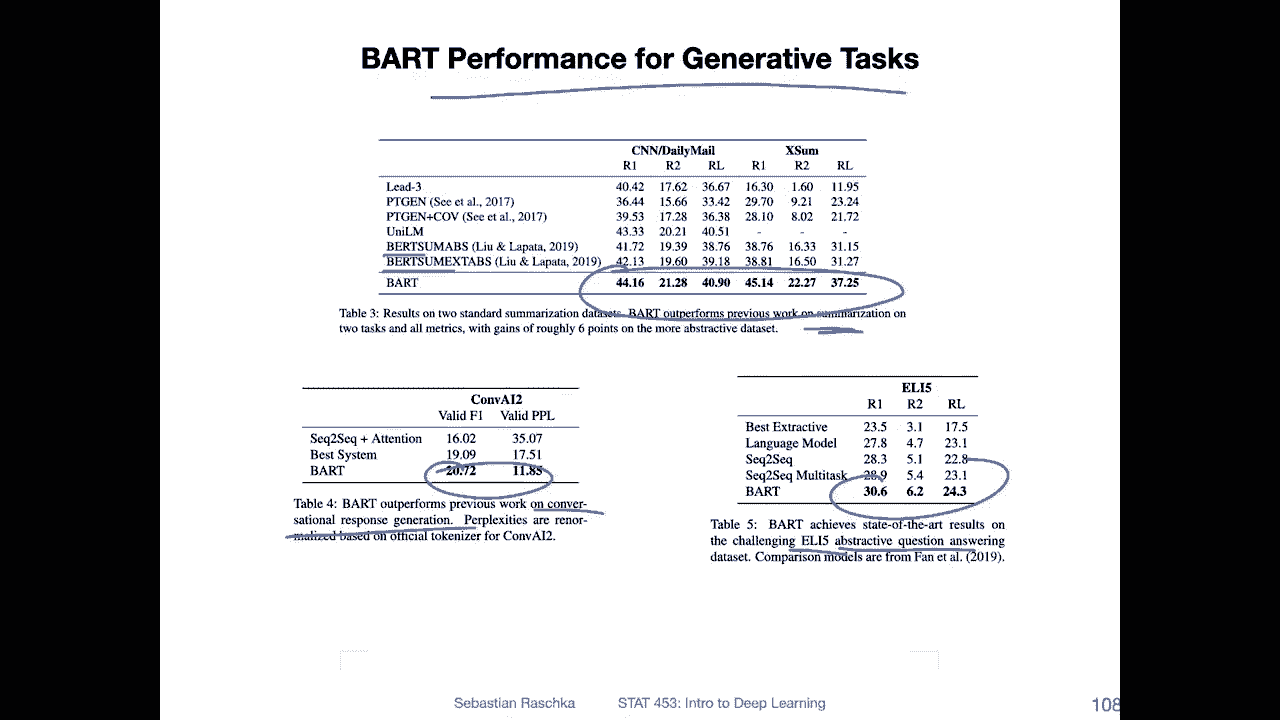 BART Performance for Generative Tasks
CNN/DailyMail XSum
R1 R2 RL R1 R2 RL
Lead-3 40.42 17.62 36.67 16.30 1.60 11.95
PTGEN (See et al., 2017) 36.44 15.66 33.42 29.70 9.21 23.24
PTGEN+COV (See et al., 2017) 39.53 17.28 36.38 28.10 8.02 21.72
UniLM 43.33 20.21 40.51 - - -
BERTSUMABS (Liu & Lapata, 2019) 41.72 19.39 38.76 38.76 16.33 31.15
BERTSUMEXTABS (Liu & Lapata, 2019) 42.13 19.60 39.18 38.81 16.50 31.27
BART 44.16 21.28 40.90 45.14 22.27 37.25
Table 3: Results on two standard summarization datasets. BART outperforms previous work on summarization on
two tasks and all metrics, with gains of roughly 6 points on the more abstractive dataset.
ConvAI2
Valid F1 Valid PPL
Seq2Seq + Attention 16.02 35.07
Best System 19.09 17.51
BART 20.72 11.85
Table 4: BART outperforms previous work on conver-
sational response generation. Perplexities are renor-
malized based on official tokenizer for ConvAI2.
ELI5
R1 R2 RL
Best Extractive 23.5 3.1 17.5
Language Model 27.8 4.7 23.1
Seq2Seq 28.3 5.1 22.8
Seq2Seq Multitask 28.9 5.4 23.1
BART 30.6 6.2 24.3
Table 5: BART achieves state-of-the-art results on
the challenging ELI5 abstractive question answering
dataset. Comparison models are from Fan et al. (2019).
Sebastian Raschka STAT 453: Intro to Deep Learning 108